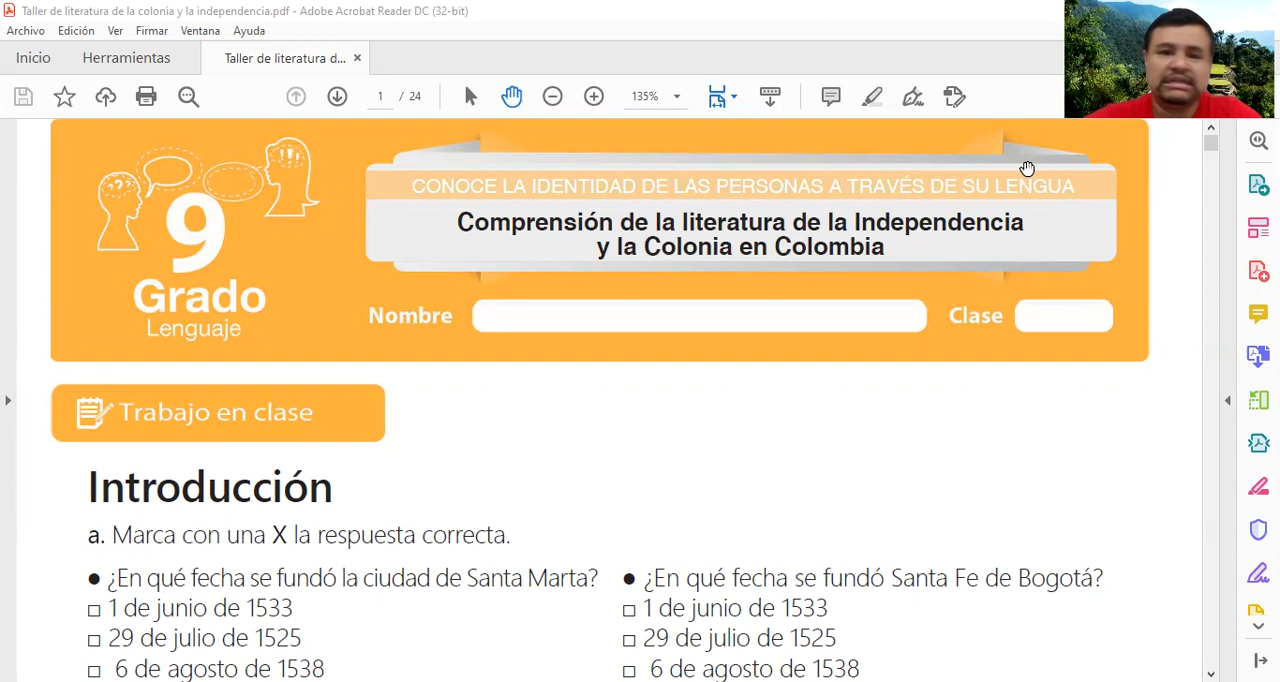 Taller de literatura de la colonia y la independencia.pdf - Adobe Acrobat Reader DC (32-bit)
Archivo Edición Ver Firmar Ventana Ayuda
Inicio Herramientas Taller de literatura d... ×
1 / 24 135%
CONOCE LA IDENTIDAD DE LAS PERSONAS A TRAVÉS DE SU LENGUA
Comprensión de la literatura de la Independencia
y la Colonia en Colombia
9
Grado
Lenguaje
Nombre Clase
Trabajo en clase
Introducción
a. Marca con una X la respuesta correcta.
● ¿En qué fecha se fundó la ciudad de Santa Marta?
□ 1 de junio de 1533
□ 29 de julio de 1525
□ 6 de agosto de 1538
● ¿En qué fecha se fundó Santa Fe de Bogotá?
□ 1 de junio de 1533
□ 29 de julio de 1525
□ 6 de agosto de 1538